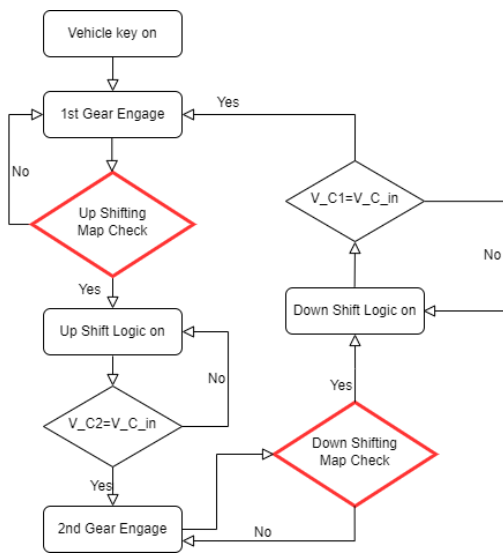 Vehicle key on
1st Gear Engage
Yes
No
V_C1=V_C_in
Up Shifting
Map Check
No
Yes
Down Shift Logic on
Up Shift Logic on
No
Yes
V_C2=V_C_in
Down Shifting
Map Check
Yes
2nd Gear Engage
No